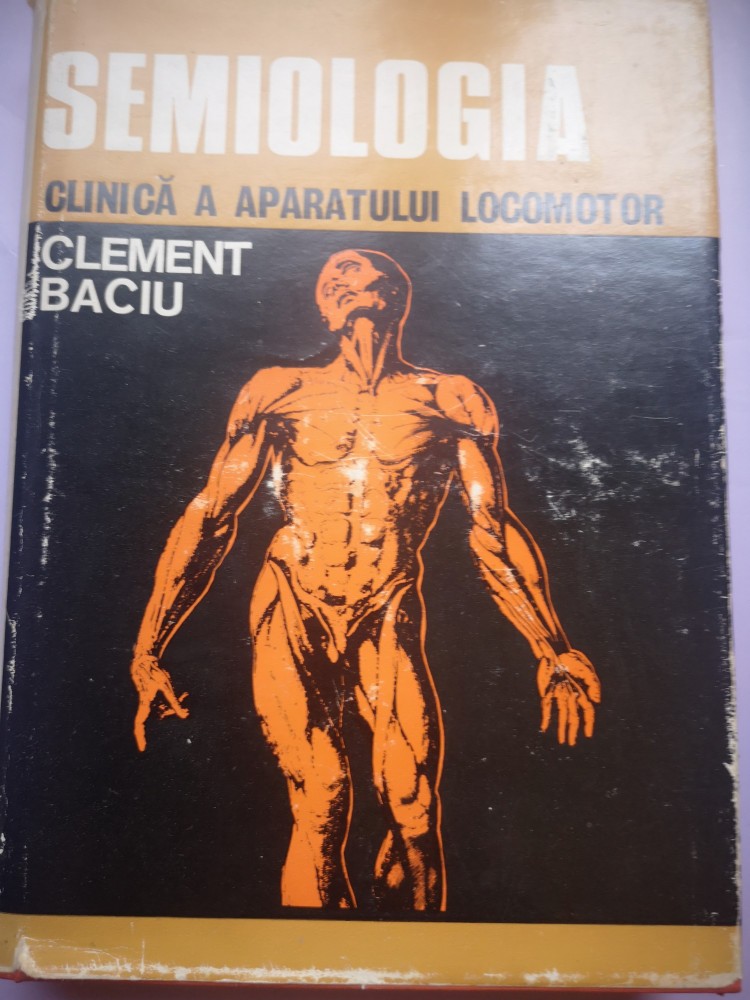 SEMIOLOGIA
CLINICĂ A APARATULUI LOCOMOTOR
CLEMENT
BACIU